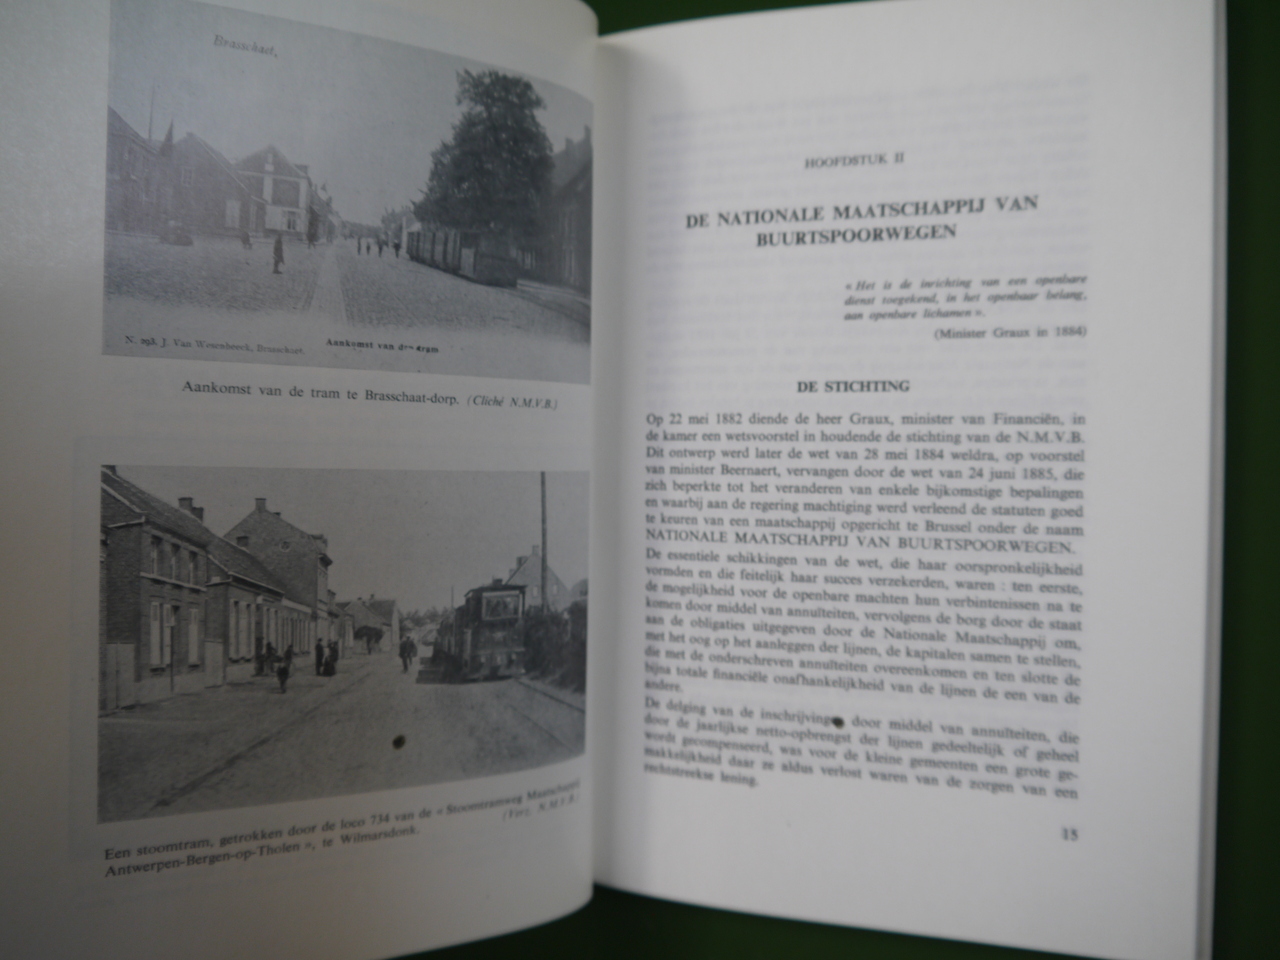 Brasschaet.
N. 298. J. Van Wesenbeeck, Brasschaet.
Aankomst van de tram
Aankomst van de tram te Brasschaat-dorp. (Cliché N.M.V.B.)
Een stoomtram, getrokken door de loco 734 van de « Stoomtramweg Maatschappij
Antwerpen-Bergen-op-Tholen », te Wilmarsdonk.
(Verz. N.M.V.B.)
HOOFDSTUK II
DE NATIONALE MAATSCHAPPIJ VAN
BUURTSPOORWEGEN
« Het is de inrichting van een openbare
dienst toegekend, in het openbaar belang,
aan openbare lichamen ».
(Minister Graux in 1884)
DE STICHTING
Op 22 mei 1882 diende de heer Graux, minister van Financiën, in
de kamer een wetsvoorstel in houdende de stichting van de N.M.V.B.
Dit ontwerp werd later de wet van 28 mei 1884 weldra, op voorstel
van minister Beernaert, vervangen door de wet van 24 juni 1885, die
zich beperkte tot het veranderen van enkele bijkomstige bepalingen
en waarbij aan de regering machtiging werd verleend de statuten goed
te keuren van een maatschappij opgericht te Brussel onder de naam
NATIONALE MAATSCHAPPIJ VAN BUURTSPOORWEGEN.
De essentiele schikkingen van de wet, die haar oorspronkelijkheid
vormden en die feitelijk haar succes verzekerden, waren : ten eerste,
de mogelijkheid voor de openbare machten hun verbintenissen na te
komen door middel van annuïteiten, vervolgens de borg door de staat
aan de obligaties uitgegeven door de Nationale Maatschappij om,
met het oog op het aanleggen der lijnen, de kapitalen samen te stellen,
die met de onderschreven annuïteiten overeenkomen en ten slotte de
bijna totale financiële onafhankelijkheid van de lijnen de een van de
andere.
De delging van de inschrijvingen door middel van annuïteiten, die
door de jaarlijkse netto-opbrengst der lijnen gedeeltelijk of geheel
wordt gecompenseerd, was voor de kleine gemeenten een grote ge-
makkelijkheid daar ze aldus verlost waren van de zorgen van een
rechtstreekse lening.
15